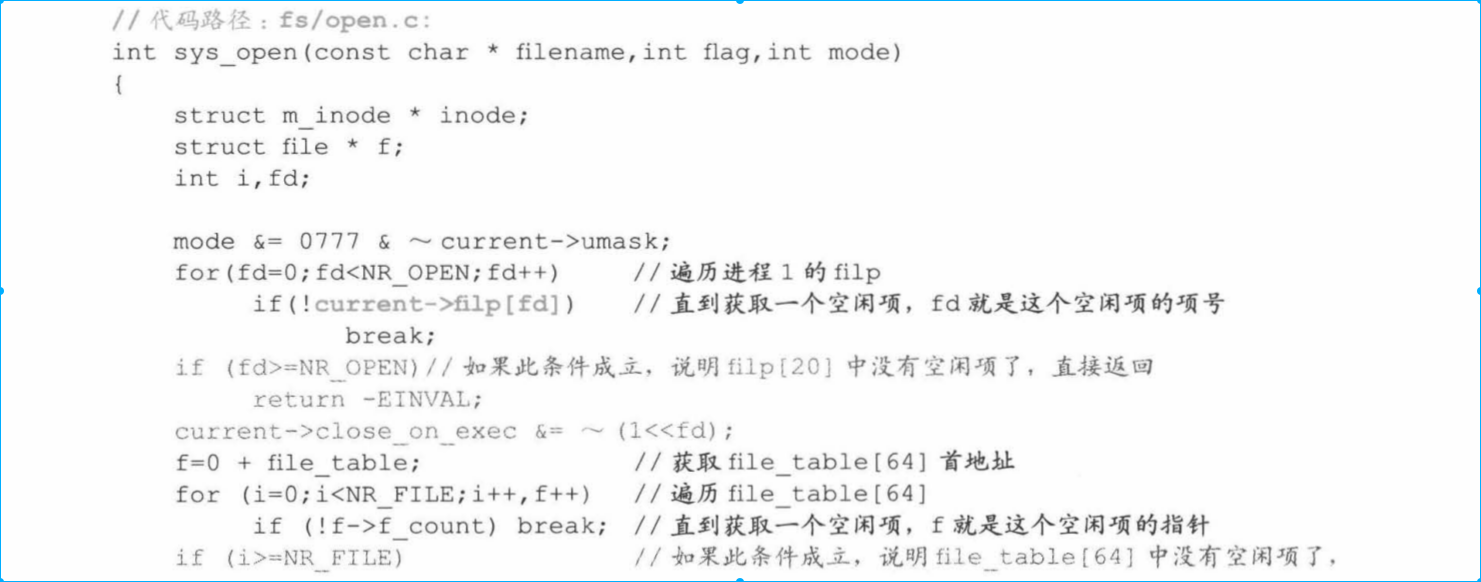 // 代码路径:fs/open.c:
int sys_open(const char * filename,int flag,int mode)
{
    struct m_inode * inode;
    struct file * f;
    int i,fd;

    mode &= 0777 & ～current->umask;
    for(fd=0;fd<NR_OPEN;fd++)     // 遍历进程 1 的 filp
         if(!current->filp[fd])    // 直到获取一个空闲项，fd 就是这个空闲项的项号
               break;
    if (fd>=NR_OPEN)// 如果此条件成立，说明 filp[20] 中没有空闲项了，直接返回
         return -EINVAL;
    current->close_on_exec &= ～ (1<<fd);
    f=0 + file_table;              // 获取 file_table[64] 首地址
    for (i=0;i<NR_FILE;i++,f++)   // 遍历 file_table[64]
         if (!f->f_count) break;  // 直到获取一个空闲项，f 就是这个空闲项的指针
    if (i>=NR_FILE)                // 如果此条件成立，说明 file_table[64] 中没有空闲项了，